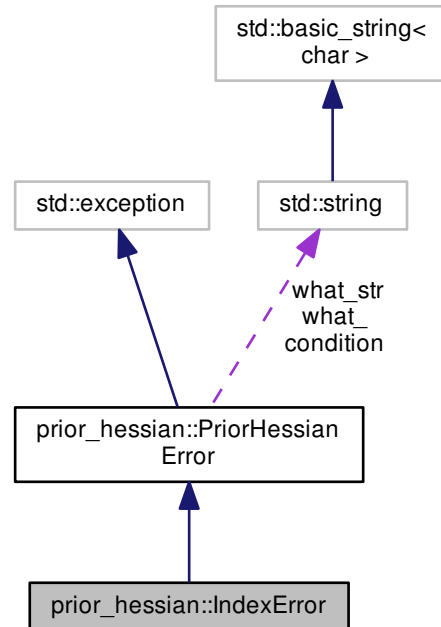 std::basic_string<
char >
std::exception
std::string
what_str
what_
condition
prior_hessian::PriorHessian
Error
prior_hessian::IndexError